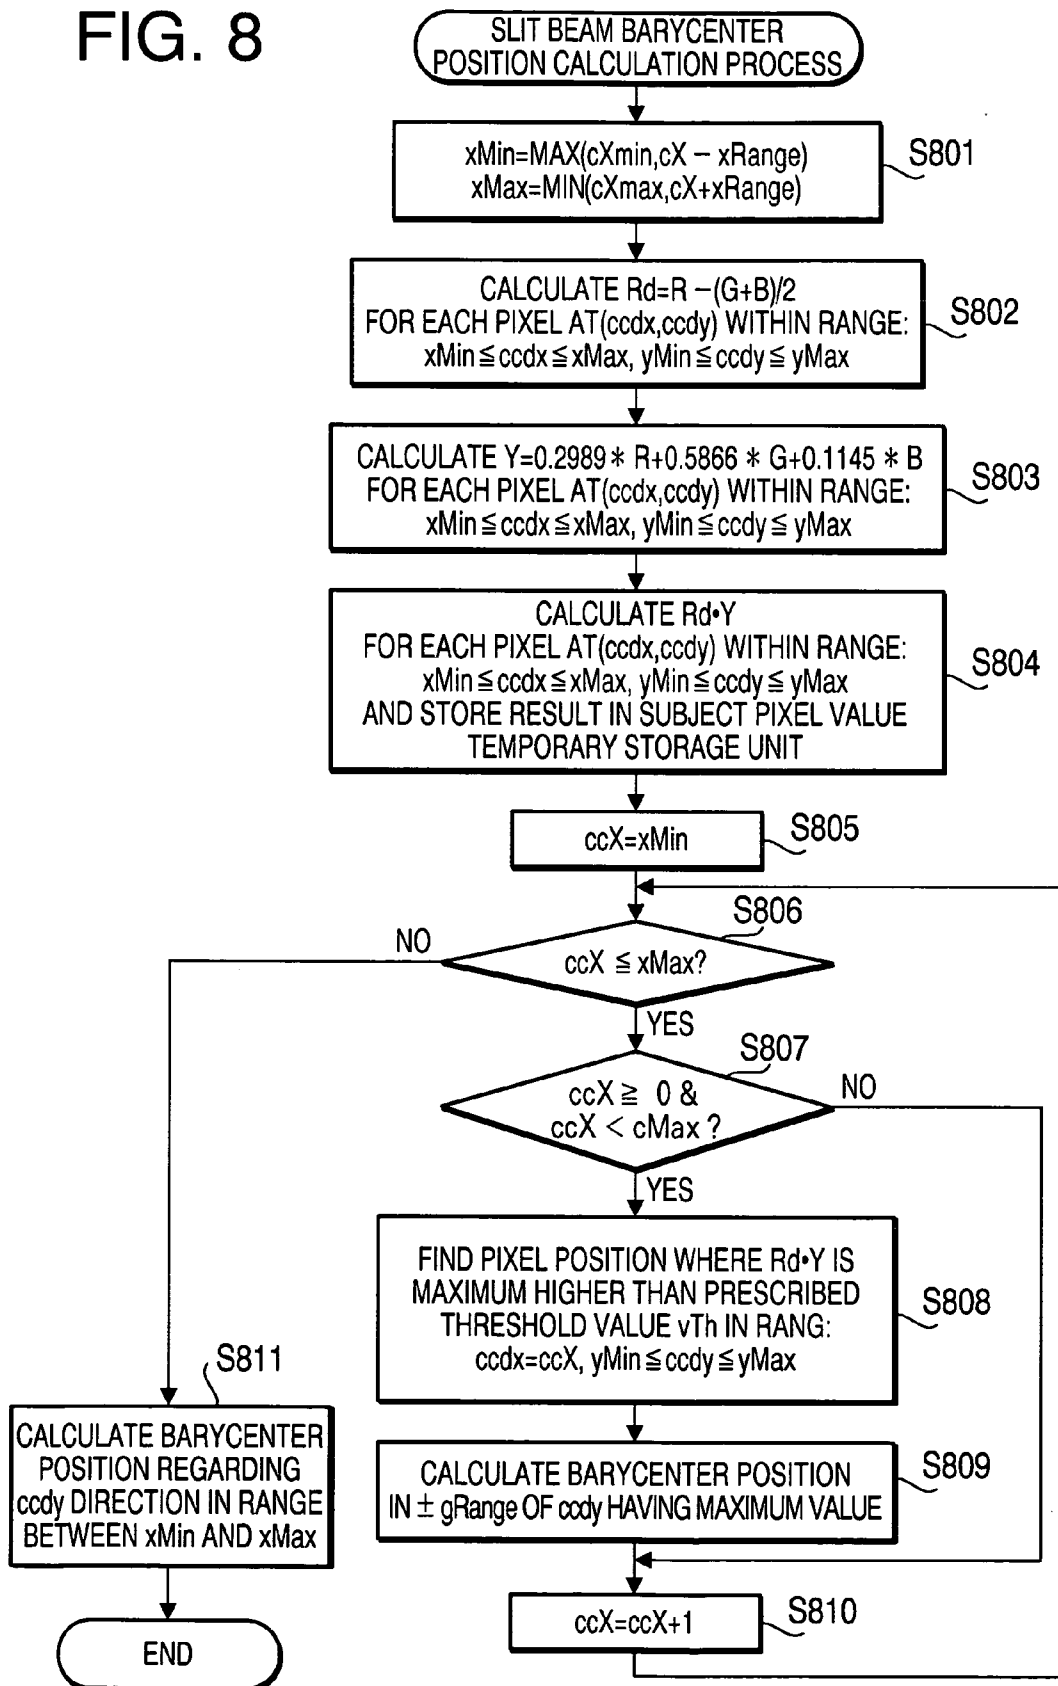 FIG. 8
SLIT BEAM BARYCENTER
POSITION CALCULATION PROCESS
xMin=MAX(cXmin,cX − xRange)
xMax=MIN(cXmax,cX+xRange)
S801
CALCULATE Rd=R −(G+B)/2
FOR EACH PIXEL AT(ccdx,ccdy) WITHIN RANGE:
xMin≦ccdx≦xMax, yMin≦ccdy≦yMax
S802
CALCULATE Y=0.2989∗ R+0.5866 ∗ G+0.1145 ∗ B
FOR EACH PIXEL AT(ccdx,ccdy) WITHIN RANGE:
xMin≦ccdx≦xMax, yMin≦ccdy≦yMax
S803
CALCULATE Rd•Y
FOR EACH PIXEL AT(ccdx,ccdy) WITHIN RANGE:
xMin≦ccdx≦xMax, yMin≦ccdy≦yMax
AND STORE RESULT IN SUBJECT PIXEL VALUE
TEMPORARY STORAGE UNIT
S804
ccX=xMin
S805
S806
NO
ccX ≦ xMax?
YES
S807
NO
ccX≧ 0 &
ccX < cMax ?
YES
FIND PIXEL POSITION WHERE Rd•Y IS
MAXIMUM HIGHER THAN PRESCRIBED
THRESHOLD VALUE vTh IN RANG:
ccdx=ccX, yMin≦ccdy≦yMax
S808
S811
CALCULATE BARYCENTER
POSITION REGARDING
ccdy DIRECTION IN RANGE
BETWEEN xMin AND xMax
CALCULATE BARYCENTER POSITION
IN ± gRange OF ccdy HAVING MAXIMUM VALUE
S809
ccX=ccX+1
S810
END